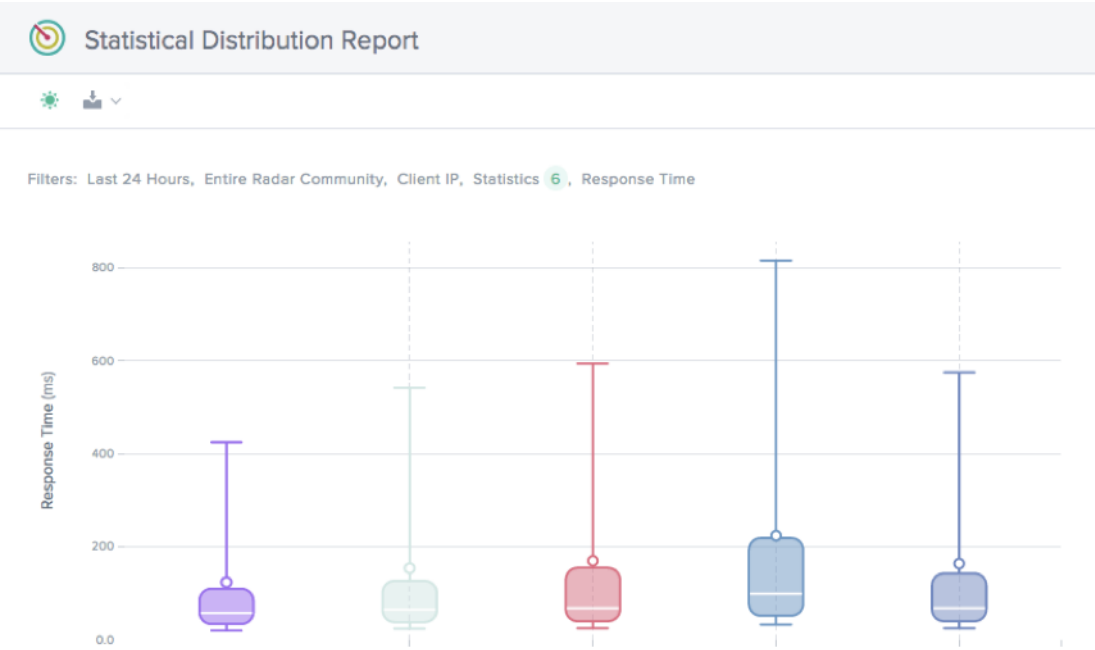 Statistical Distribution Report
Filters: Last 24 Hours, Entire Radar Community, Client IP, Statistics 6, Response Time
800
600
400
200
0.0
Response Time (ms)